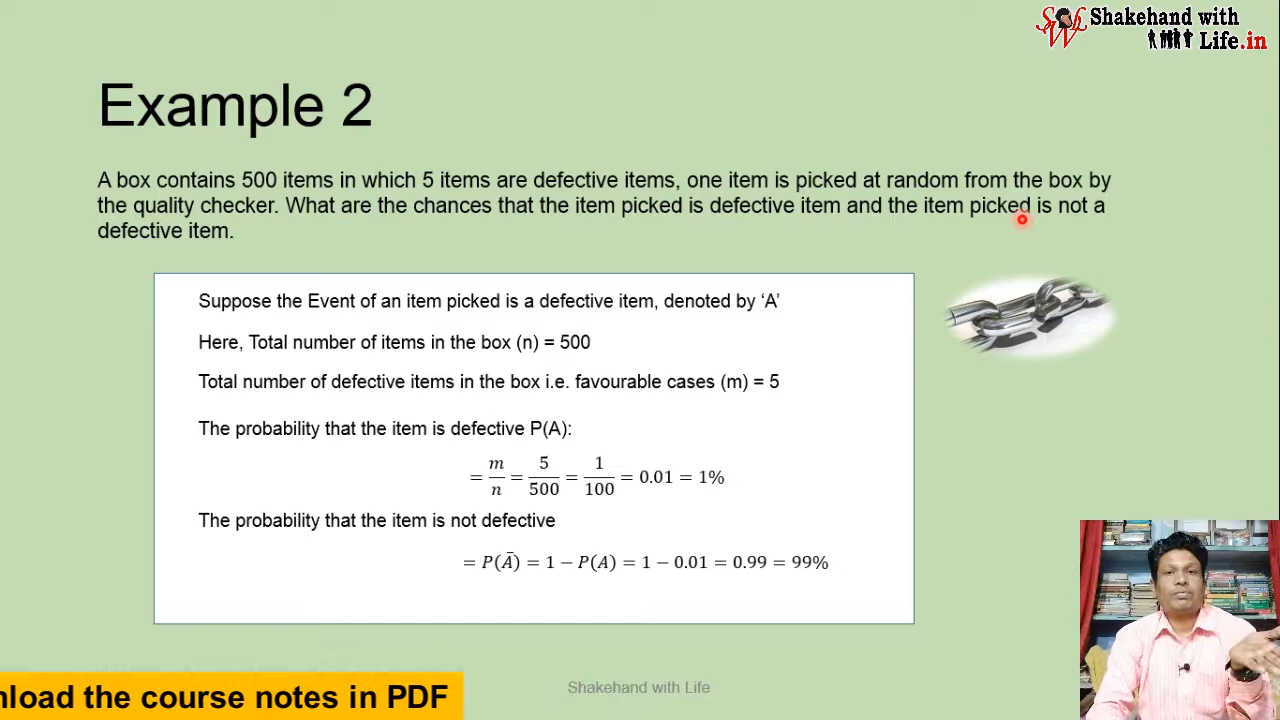 Shakehand with
Life.in
Example 2
A box contains 500 items in which 5 items are defective items, one item is picked at random from the box by
the quality checker. What are the chances that the item picked is defective item and the item picked is not a
defective item.
Suppose the Event of an item picked is a defective item, denoted by ‘A’
Here, Total number of items in the box (n) = 500
Total number of defective items in the box i.e. favourable cases (m) = 5
The probability that the item is defective P(A):
= m/n = 5/500 = 1/100 = 0.01 = 1%
The probability that the item is not defective
= P(Ā) = 1 − P(A) = 1 − 0.01 = 0.99 = 99%
nload the course notes in PDF
Shakehand with Life